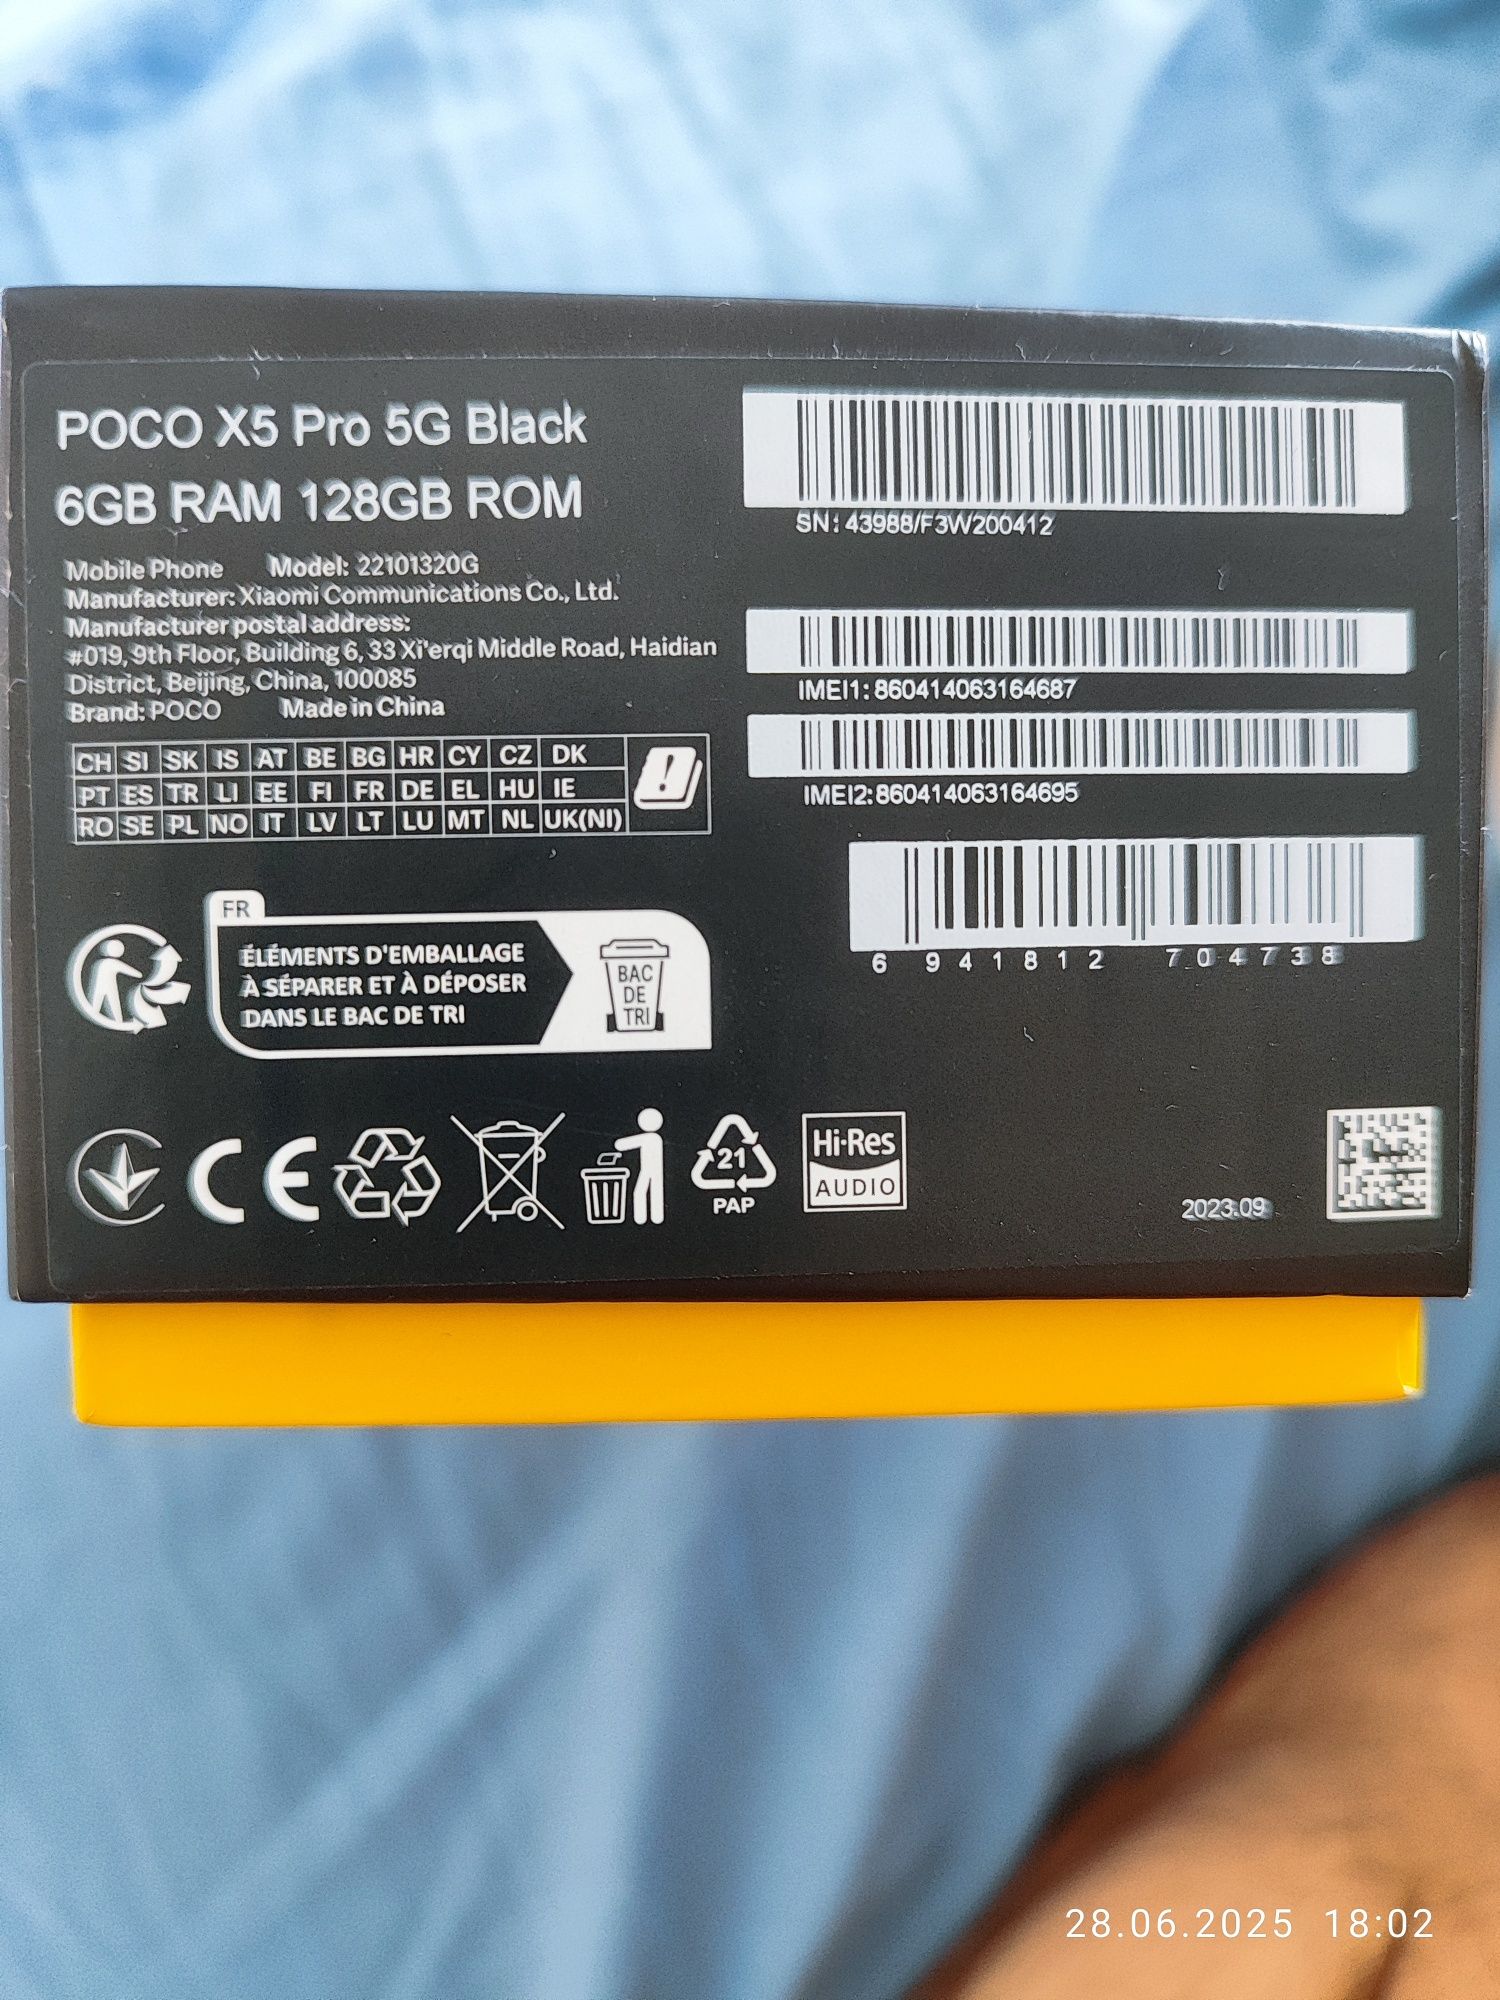 POCO X5 Pro 5G Black
6GB RAM 128GB ROM
Mobile Phone Model: 22101320G
Manufacturer: Xiaomi Communications Co., Ltd.
Manufacturer postal address:
#019, 9th Floor, Building 6, 33 Xi'erqi Middle Road, Haidian
District, Beijing, China, 100085
Brand: POCO Made in China
CH SI SK IS AT BE BG HR CY CZ DK
PT ES TR LI EE FI FR DE EL HU IE
RO SE PL NO IT LV LT LU MT NL UK(NI)
FR
ÉLÉMENTS D'EMBALLAGE
À SÉPARER ET À DÉPOSER
DANS LE BAC DE TRI
BAC
DE
TRI
CE
21
PAP
Hi-Res
AUDIO
SN: 43988/F3W200412
IMEI1: 860414063164687
IMEI2: 860414063164695
6 941812 704738
2023.09
28.06.2025 18:02